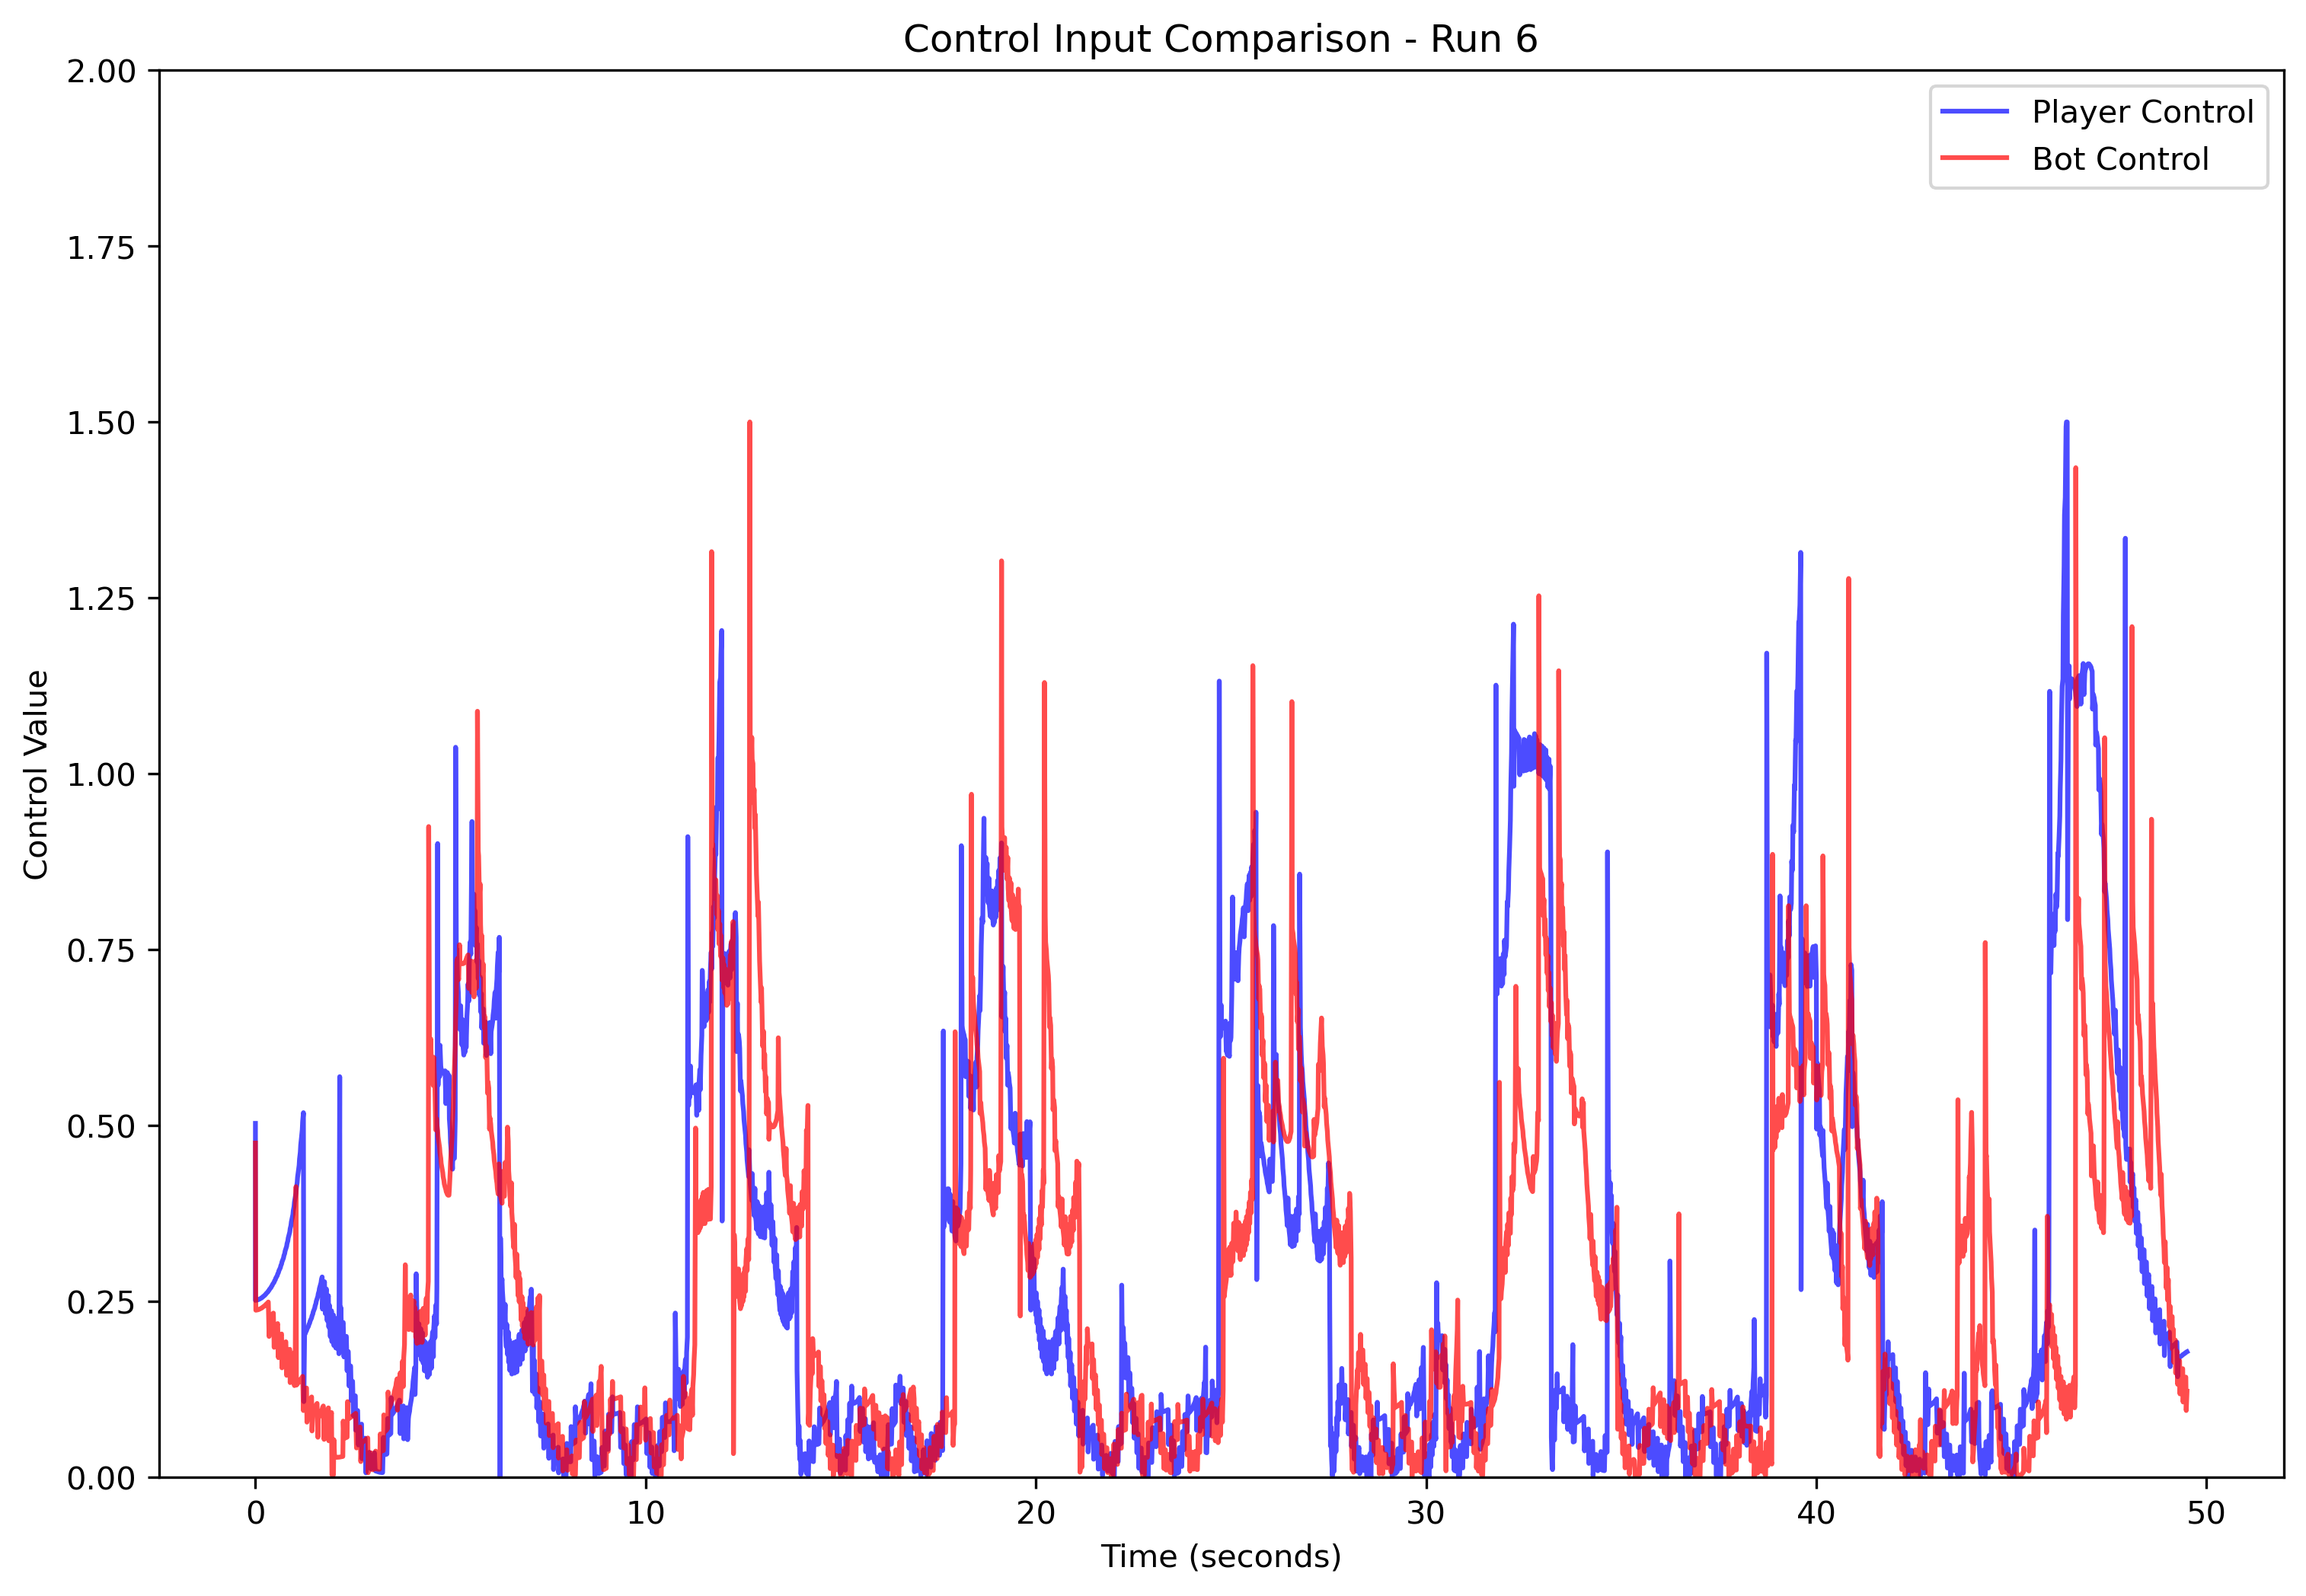 Control Input Comparison - Run 6
2.00
1.75
1.50
1.25
1.00
0.75
0.50
0.25
0.00
Control Value
Player Control
Bot Control
0 10 20 30 40 50
Time (seconds)